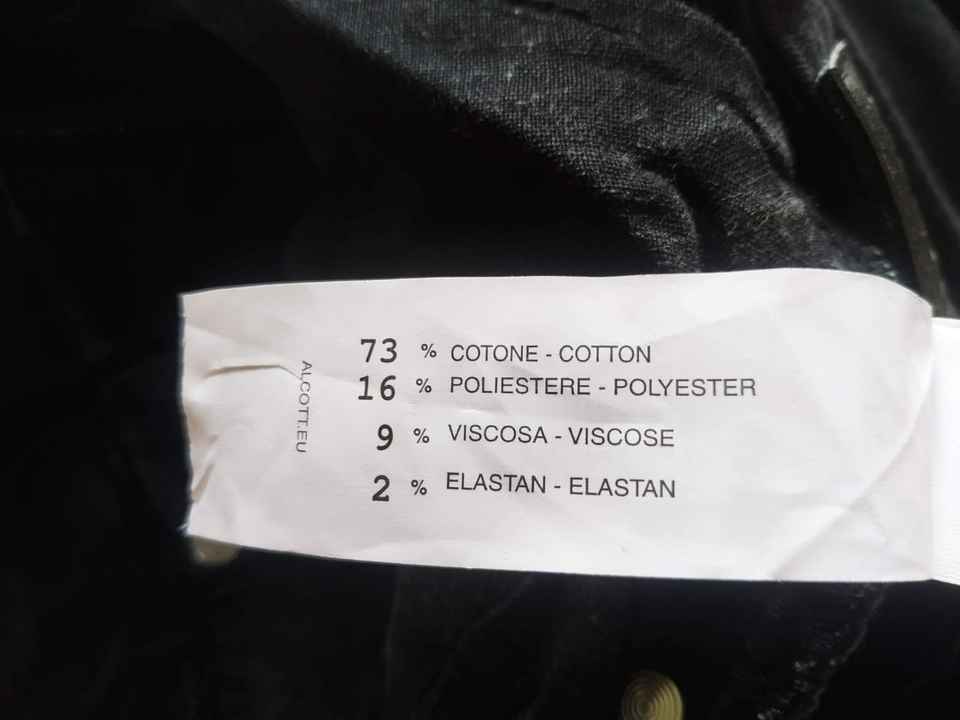 ALCOTT.EU
73 % COTONE - COTTON
16 % POLIESTERE - POLYESTER
9 % VISCOSA - VISCOSE
2 % ELASTAN - ELASTAN